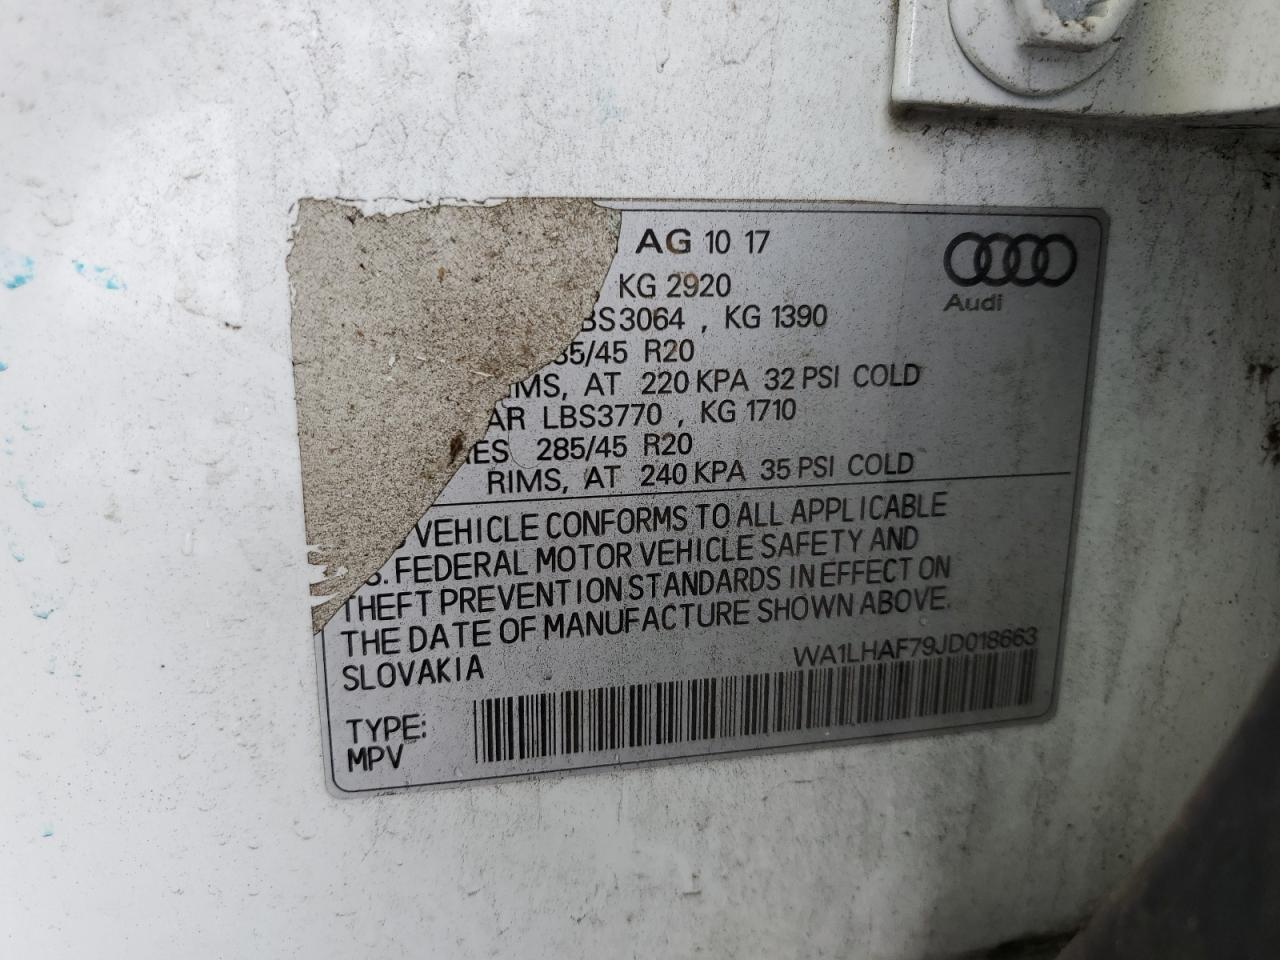 AG 10 17
Audi
KG 2920
BS3064 , KG 1390
85/45 R20
IMS, AT 220 KPA 32 PSI COLD
AR LBS3770 , KG 1710
RES 285/45 R20
RIMS, AT 240 KPA 35 PSI COLD
VEHICLE CONFORMS TO ALL APPLICABLE
S. FEDERAL MOTOR VEHICLE SAFETY AND
THEFT PREVENTION STANDARDS IN EFFECT ON
THE DATE OF MANUFACTURE SHOWN ABOVE.
SLOVAKIA
WA1LHAF79JD018663
TYPE:
MPV